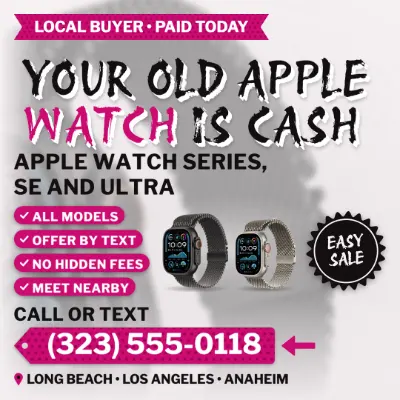 LOCAL BUYER • PAID TODAY
YOUR OLD APPLE
WATCH IS CASH
APPLE WATCH SERIES,
SE AND ULTRA
ALL MODELS
OFFER BY TEXT
NO HIDDEN FEES
MEET NEARBY
EASY
SALE
CALL OR TEXT
(323) 555-0118
LONG BEACH • LOS ANGELES • ANAHEIM